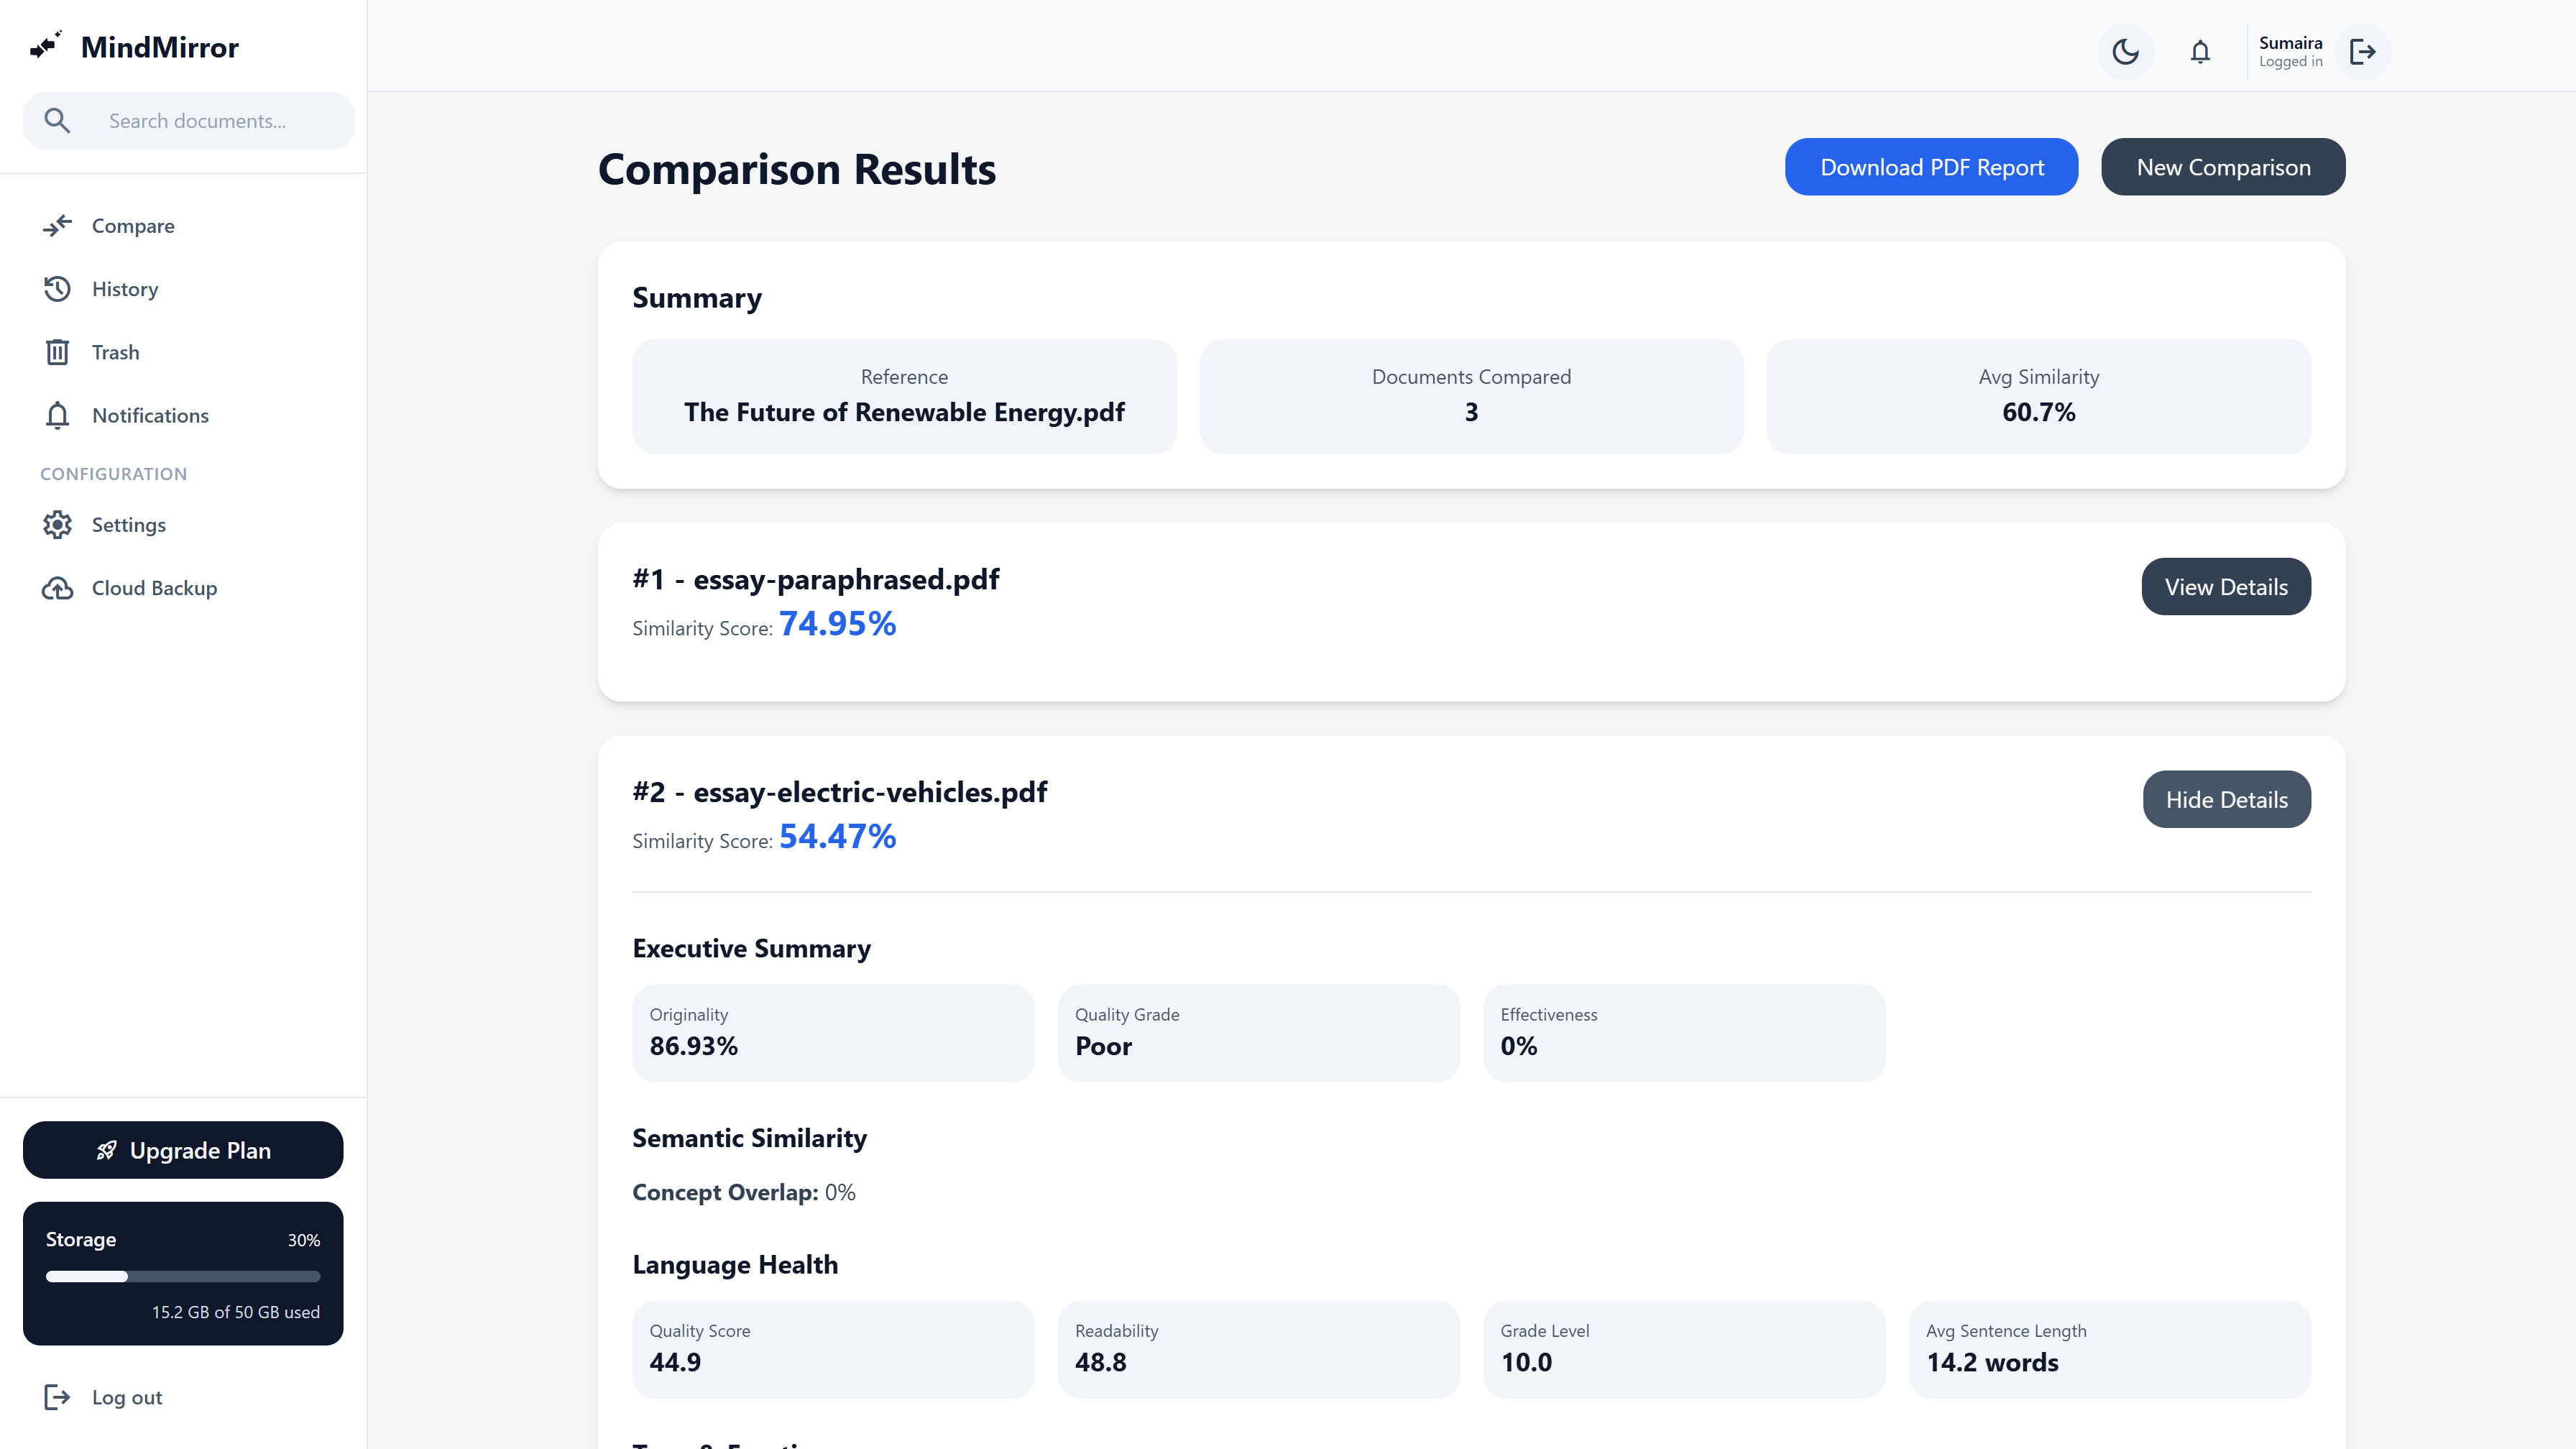 MindMirror
Search documents...
Compare
History
Trash
Notifications
CONFIGURATION
Settings
Cloud Backup
Upgrade Plan
Storage 30%
15.2 GB of 50 GB used
Log out
Sumaira
Logged in
Comparison Results
Download PDF Report
New Comparison
Summary
Reference
The Future of Renewable Energy.pdf
Documents Compared
3
Avg Similarity
60.7%
#1 - essay-paraphrased.pdf
Similarity Score: 74.95%
View Details
#2 - essay-electric-vehicles.pdf
Similarity Score: 54.47%
Hide Details
Executive Summary
Originality
86.93%
Quality Grade
Poor
Effectiveness
0%
Semantic Similarity
Concept Overlap: 0%
Language Health
Quality Score
44.9
Readability
48.8
Grade Level
10.0
Avg Sentence Length
14.2 words